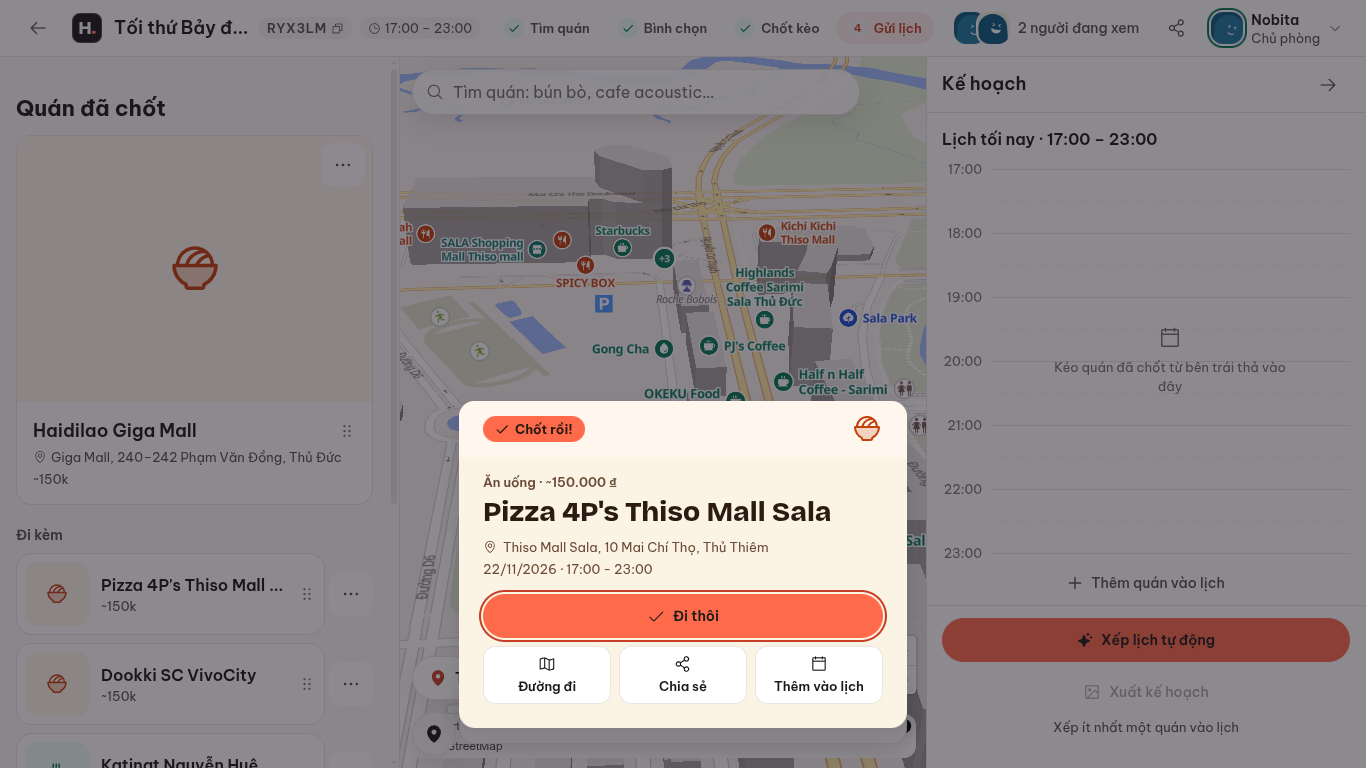 H.
Tối thứ Bảy đ...
RYX3LM
17:00 – 23:00
Tìm quán
Bình chọn
Chốt kèo
4 Gửi lịch
2 người đang xem
Nobita
Chủ phòng
Quán đã chốt
Haidilao Giga Mall
Giga Mall, 240–242 Phạm Văn Đồng, Thủ Đức
~150k
Đi kèm
Pizza 4P's Thiso Mall ...
~150k
Dookki SC VivoCity
~150k
Katinat Nguyễn Huệ
Tìm quán: bún bò, cafe acoustic...
Mai Chi Tho Boulevard
SALA Shopping
Mall Thiso mall
Starbucks
+3
Kichi Kichi
Thiso Mall
SPICY BOX
P
Roche Bobois
Highlands
Coffee Sarimi
Sala Thủ Đức
Sala Park
Gong Cha
PJ's Coffee
Half n Half
Coffee - Sarimi
OKEKU Food
Đường D6
StreetMap
Chốt rồi!
Ăn uống · ~150.000 ₫
Pizza 4P's Thiso Mall Sala
Thiso Mall Sala, 10 Mai Chí Thọ, Thủ Thiêm
22/11/2026 · 17:00 - 23:00
Đi thôi
Đường đi
Chia sẻ
Thêm vào lịch
Kế hoạch
Lịch tối nay · 17:00 – 23:00
17:00
18:00
19:00
20:00
21:00
22:00
23:00
Kéo quán đã chốt từ bên trái thả vào
đây
Thêm quán vào lịch
Xếp lịch tự động
Xuất kế hoạch
Xếp ít nhất một quán vào lịch